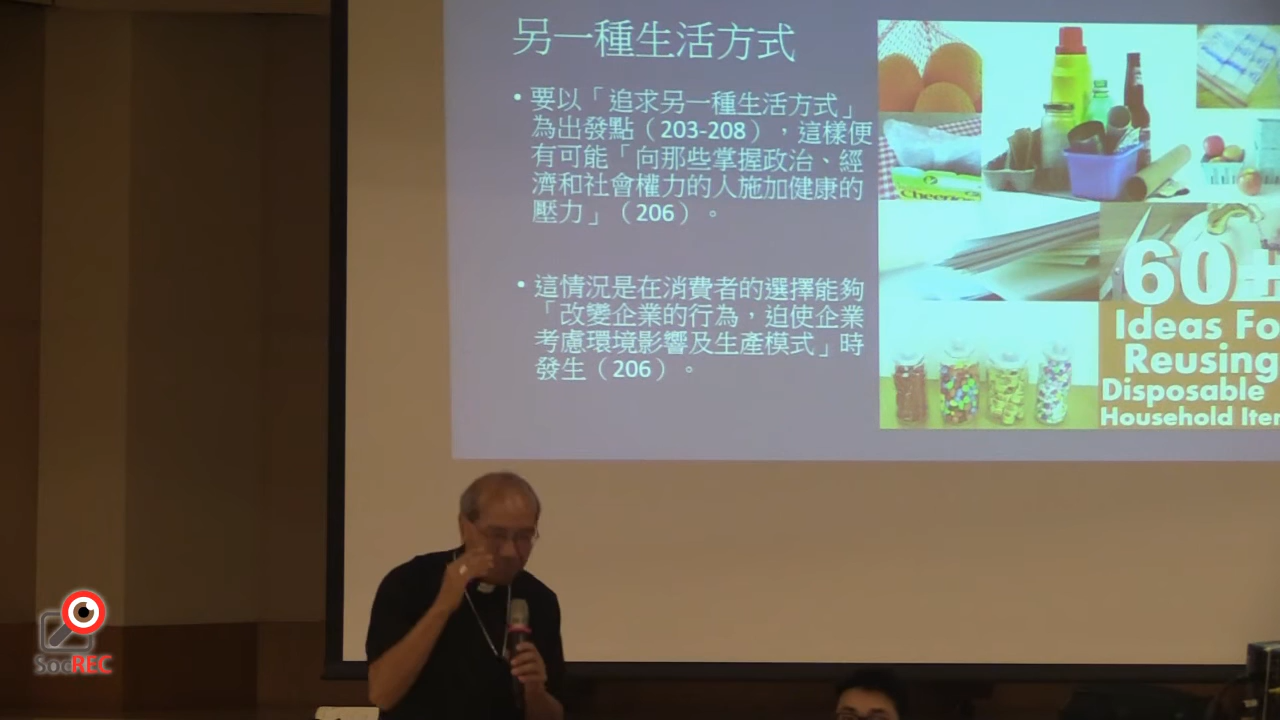 另一種生活方式
• 要以「追求另一種生活方式」
為出發點（203-208），這樣便
有可能「向那些掌握政治、經
濟和社會權力的人施加健康的
壓力」（206）。
• 這情況是在消費者的選擇能夠
「改變企業的行為，迫使企業
考慮環境影響及生產模式」時
發生（206）。
60+
Ideas Fo
Reusing
Disposable
Household Iter
SocREC